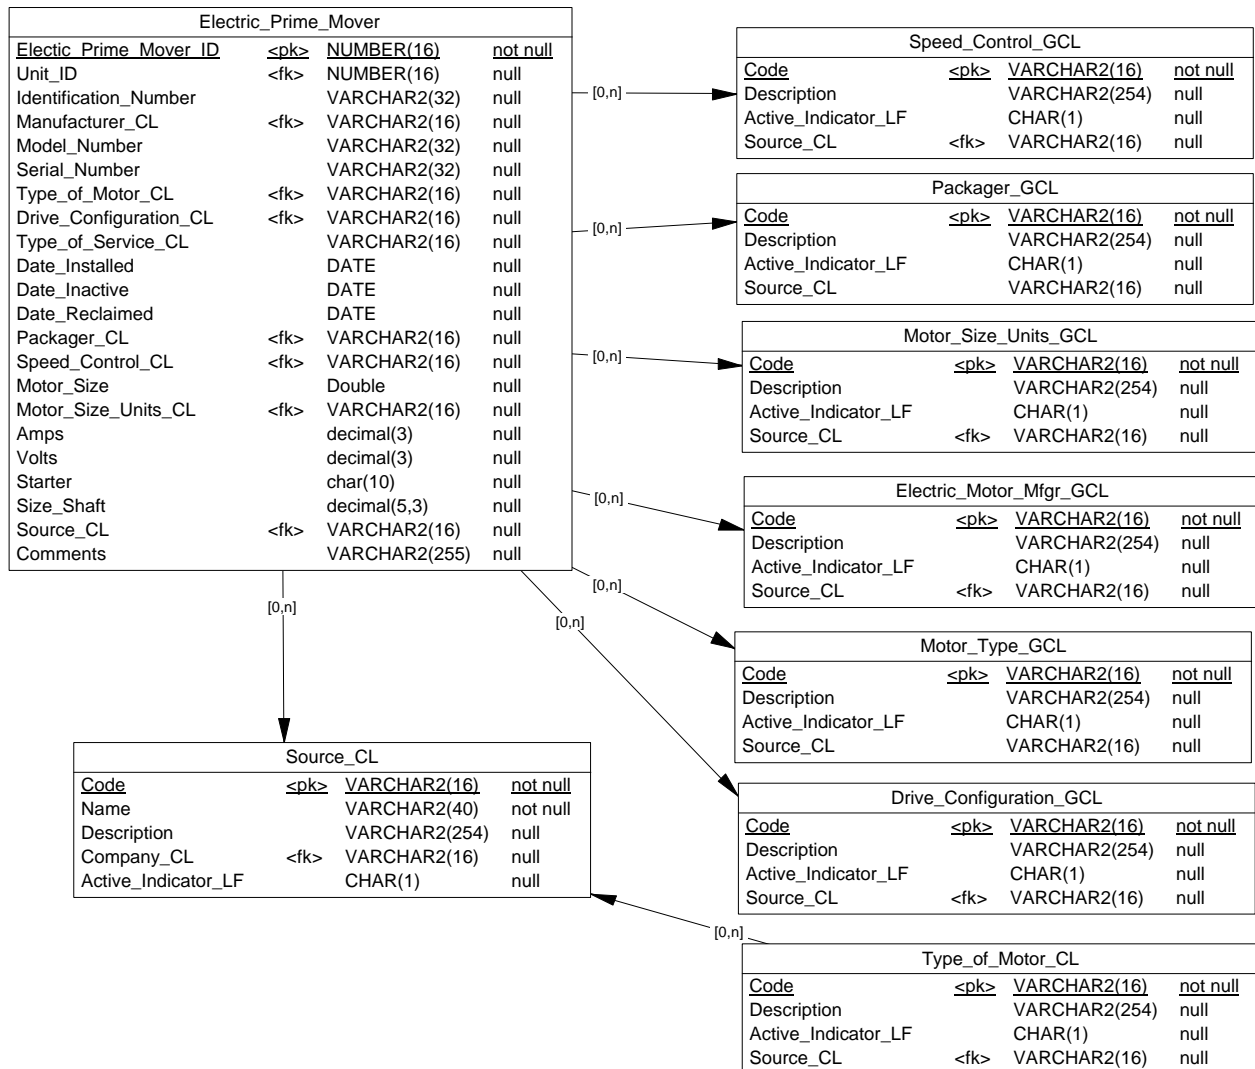 Electric_Prime_Mover
Electic_Prime_Mover_ID <pk> NUMBER(16) not null
Unit_ID <fk> NUMBER(16) null
Identification_Number VARCHAR2(32) null
Manufacturer_CL <fk> VARCHAR2(16) null
Model_Number VARCHAR2(32) null
Serial_Number VARCHAR2(32) null
Type_of_Motor_CL <fk> VARCHAR2(16) null
Drive_Configuration_CL <fk> VARCHAR2(16) null
Type_of_Service_CL VARCHAR2(16) null
Date_Installed DATE null
Date_Inactive DATE null
Date_Reclaimed DATE null
Packager_CL <fk> VARCHAR2(16) null
Speed_Control_CL <fk> VARCHAR2(16) null
Motor_Size Double null
Motor_Size_Units_CL <fk> VARCHAR2(16) null
Amps decimal(3) null
Volts decimal(3) null
Starter char(10) null
Size_Shaft decimal(5,3) null
Source_CL <fk> VARCHAR2(16) null
Comments VARCHAR2(255) null
[0,n]
[0,n]
[0,n]
[0,n]
[0,n]
[0,n]
[0,n]
Speed_Control_GCL
Code <pk> VARCHAR2(16) not null
Description VARCHAR2(254) null
Active_Indicator_LF CHAR(1) null
Source_CL <fk> VARCHAR2(16) null
Packager_GCL
Code <pk> VARCHAR2(16) not null
Description VARCHAR2(254) null
Active_Indicator_LF CHAR(1) null
Source_CL VARCHAR2(16) null
Motor_Size_Units_GCL
Code <pk> VARCHAR2(16) not null
Description VARCHAR2(254) null
Active_Indicator_LF CHAR(1) null
Source_CL <fk> VARCHAR2(16) null
Electric_Motor_Mfgr_GCL
Code <pk> VARCHAR2(16) not null
Description VARCHAR2(254) null
Active_Indicator_LF CHAR(1) null
Source_CL <fk> VARCHAR2(16) null
Motor_Type_GCL
Code <pk> VARCHAR2(16) not null
Description VARCHAR2(254) null
Active_Indicator_LF CHAR(1) null
Source_CL VARCHAR2(16) null
Source_CL
Code <pk> VARCHAR2(16) not null
Name VARCHAR2(40) not null
Description VARCHAR2(254) null
Company_CL <fk> VARCHAR2(16) null
Active_Indicator_LF CHAR(1) null
Drive_Configuration_GCL
Code <pk> VARCHAR2(16) not null
Description VARCHAR2(254) null
Active_Indicator_LF CHAR(1) null
Source_CL <fk> VARCHAR2(16) null
[0,n]
Type_of_Motor_CL
Code <pk> VARCHAR2(16) not null
Description VARCHAR2(254) null
Active_Indicator_LF CHAR(1) null
Source_CL <fk> VARCHAR2(16) null